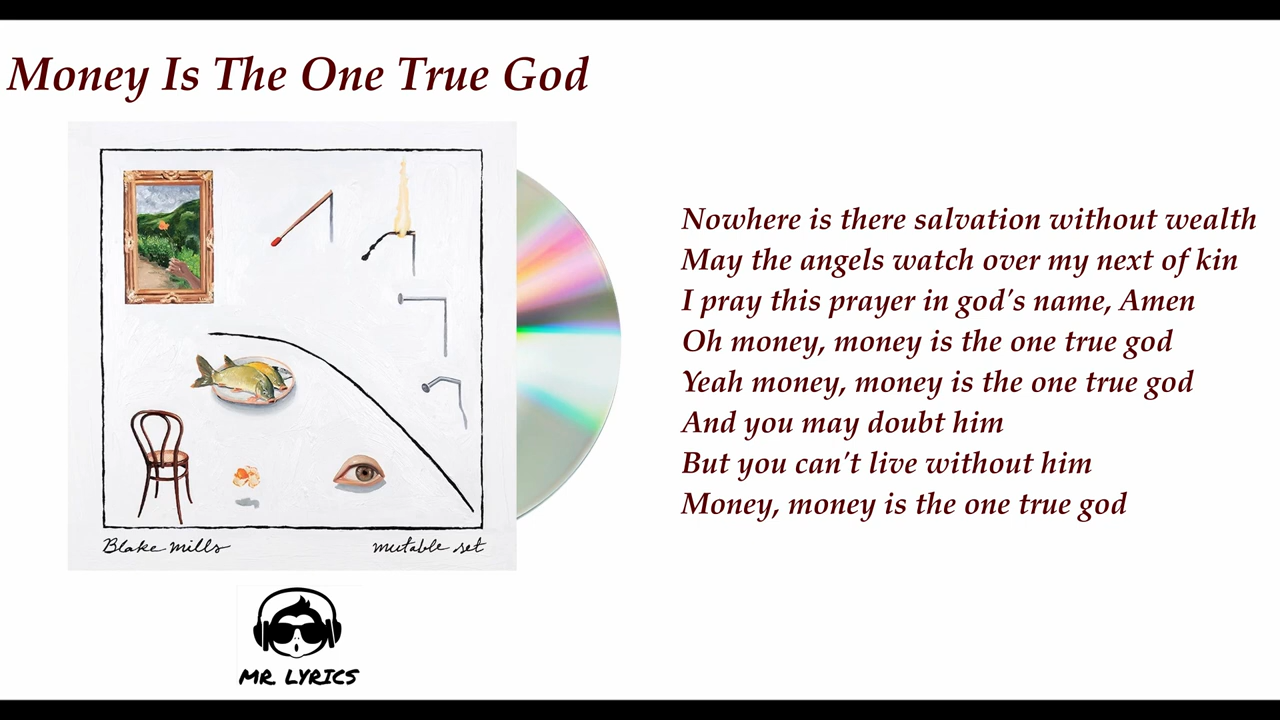 Money Is The One True God
Blake Mills
mutable set
MR. LYRICS
Nowhere is there salvation without wealth
May the angels watch over my next of kin
I pray this prayer in god's name, Amen
Oh money, money is the one true god
Yeah money, money is the one true god
And you may doubt him
But you can't live without him
Money, money is the one true god